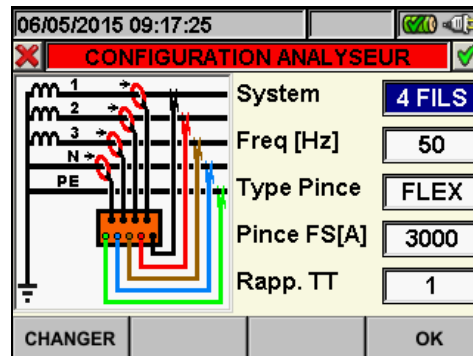 06/05/2015 09:17:25
CONFIGURATION ANALYSEUR
1
2
3
N
PE
System 4 FILS
Freq [Hz] 50
Type Pince FLEX
Pince FS[A] 3000
Rapp. TT 1
CHANGER OK